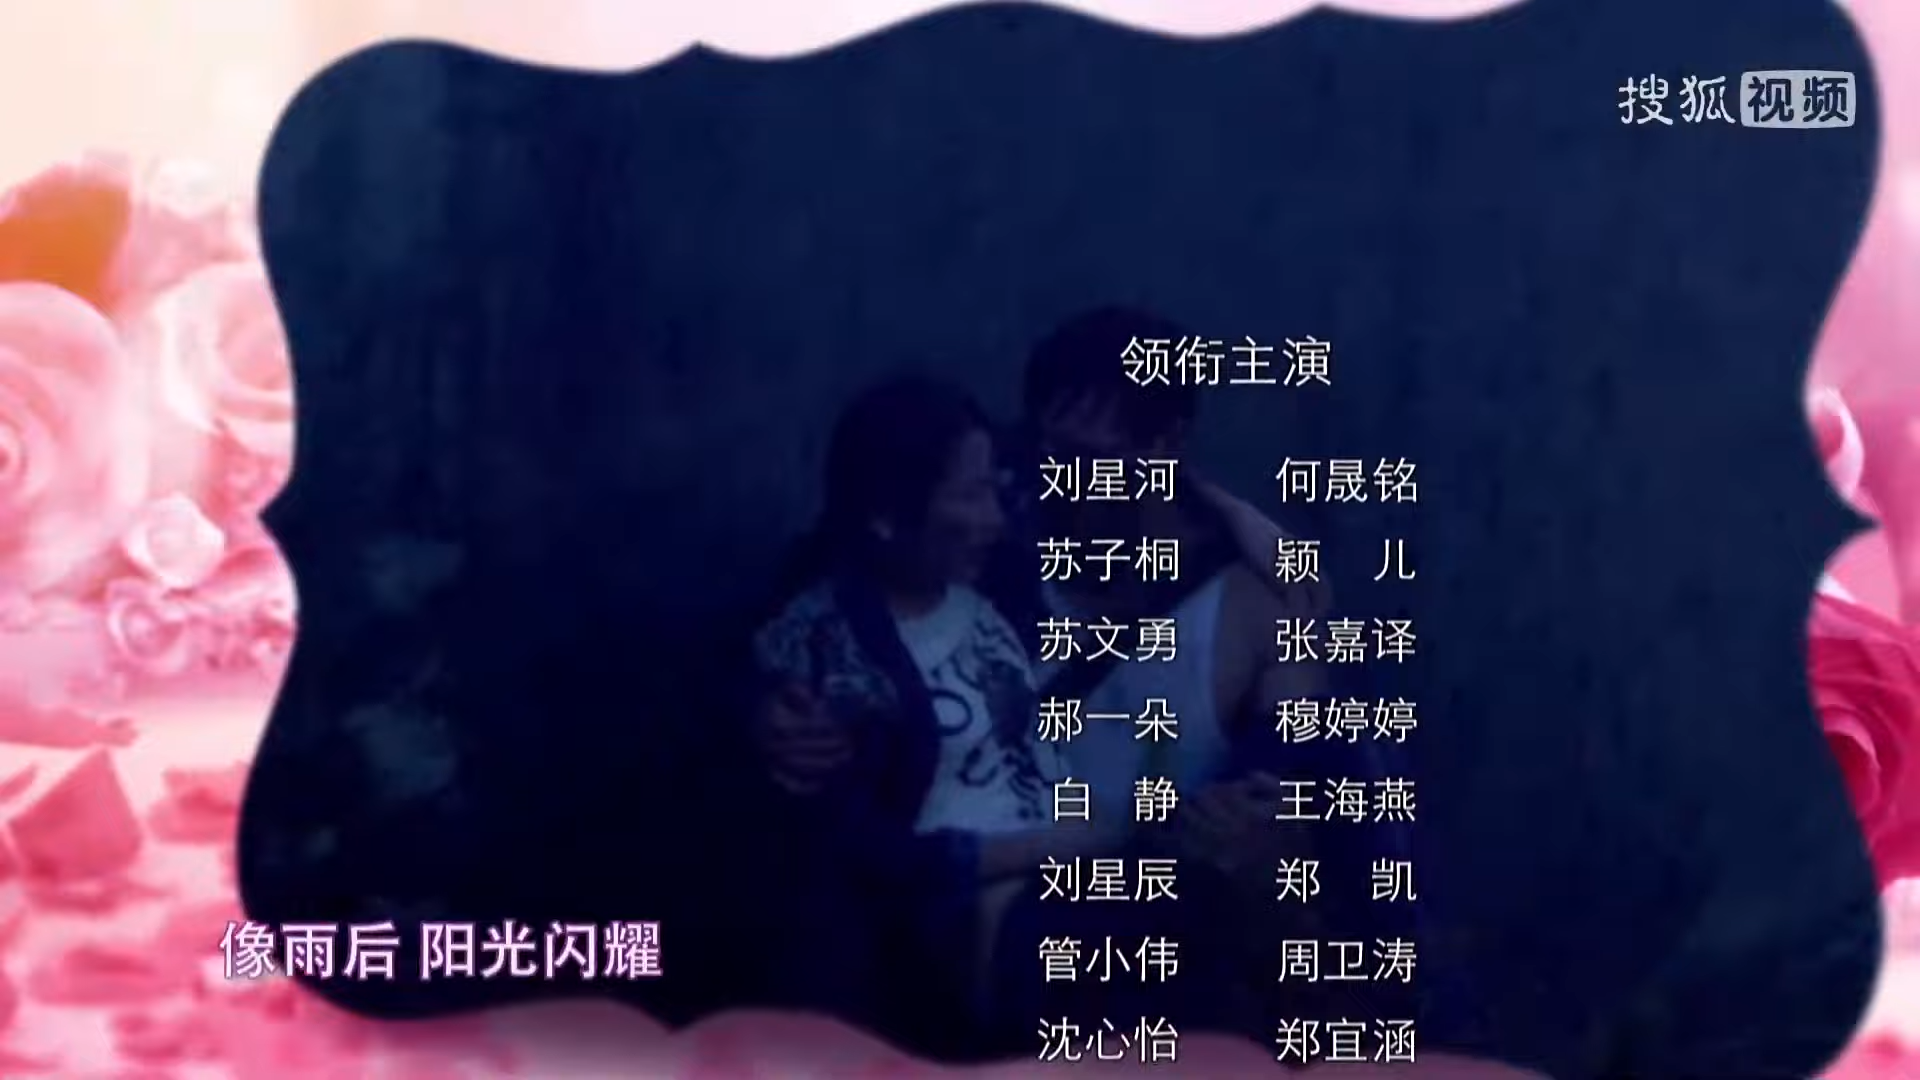 搜狐视频
领衔主演
刘星河 何晟铭
苏子桐 颖 儿
苏文勇 张嘉译
郝一朵 穆婷婷
白 静 王海燕
刘星辰 郑 凯
管小伟 周卫涛
沈心怡 郑宜涵
像雨后 阳光闪耀